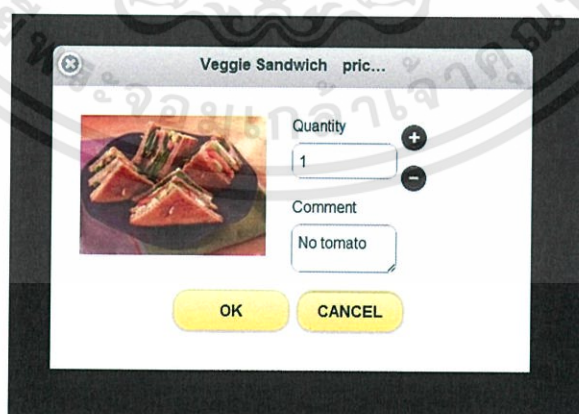 Veggie Sandwich pric...
Quantity
1
Comment
No tomato
OK
CANCEL